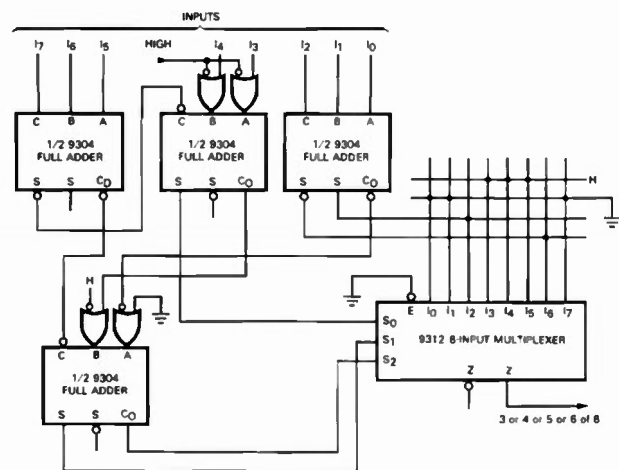 INPUTS
I7 I6 I5 HIGH I4 I3 I2 I1 I0
C B A C B A C B A
1/2 9304 FULL ADDER
1/2 9304 FULL ADDER
1/2 9304 FULL ADDER
S S CO
S S CO
S S CO
H
H
E I0 I1 I2 I3 I4 I5 I6 I7
S0
S1
S2
9312 8-INPUT MULTIPLEXER
Z Z
3 or 4 or 5 or 6 of 8
C B A
1/2 9304
FULL ADDER
S S CO